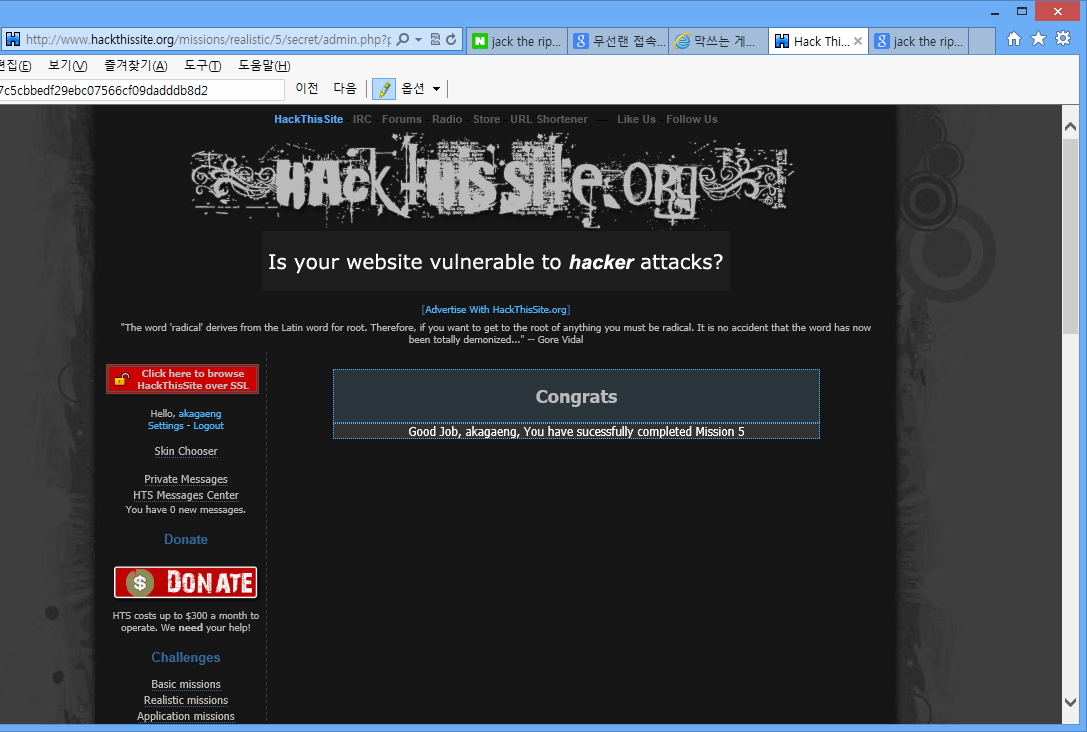 http://www.hackthissite.org/missions/realistic/5/secret/admin.php?p
jack the rip...
무선랜 접속...
막쓰는 게...
Hack Thi...
jack the rip...
편집(E) 보기(V) 즐겨찾기(A) 도구(T) 도움말(H)
7c5cbbedf29ebc07566cf09dadddb8d2 이전 다음 옵션
HackThisSite IRC Forums Radio Store URL Shortener — Like Us Follow Us
HackThisSite.org
Is your website vulnerable to hacker attacks?
[Advertise With HackThisSite.org]
"The word 'radical' derives from the Latin word for root. Therefore, if you want to get to the root of anything you must be radical. It is no accident that the word has now
been totally demonized..." -- Gore Vidal
Click here to browse
HackThisSite over SSL
Hello, akagaeng
Settings - Logout
Skin Chooser
Private Messages
HTS Messages Center
You have 0 new messages.
Donate
$ DONATE
HTS costs up to $300 a month to
operate. We need your help!
Challenges
Basic missions
Realistic missions
Application missions
Congrats
Good Job, akagaeng, You have sucessfully completed Mission 5